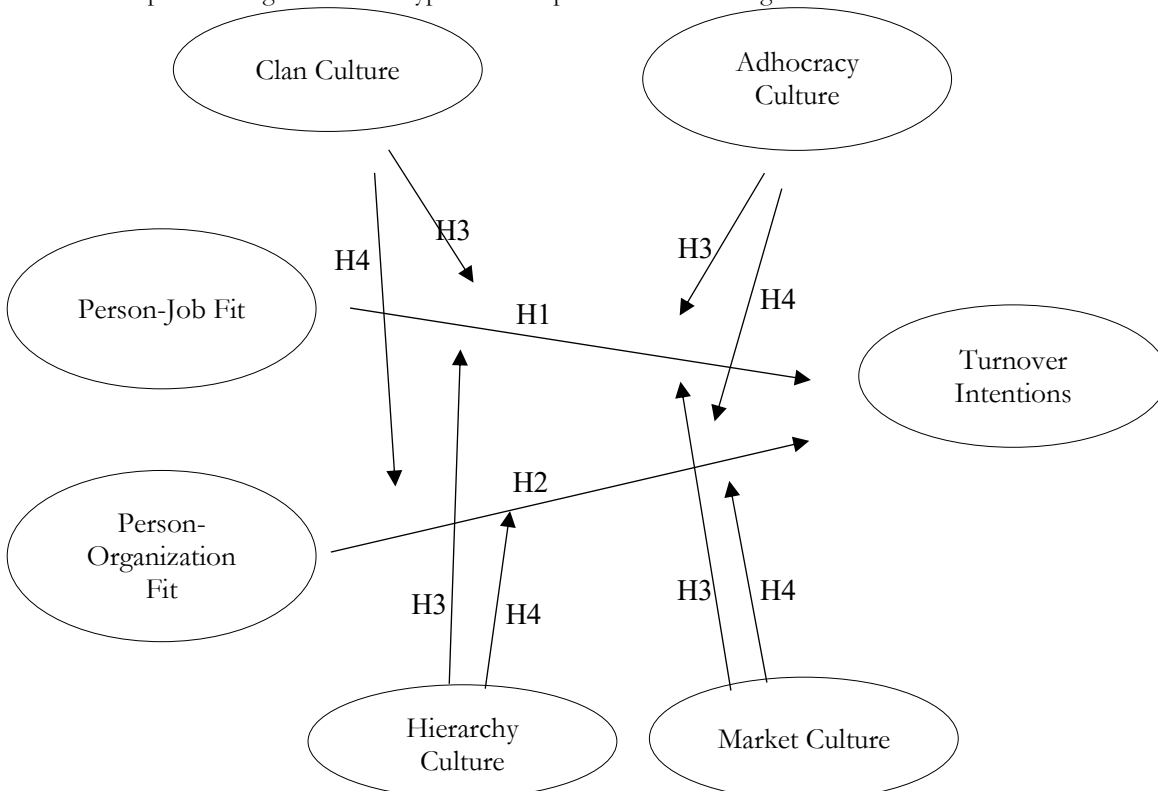 Clan Culture
Adhocracy
Culture
H3
H4
H3
H4
Person-Job Fit
H1
Turnover
Intentions
H2
Person-
Organization
Fit
H3
H4
H3
H4
Hierarchy
Culture
Market Culture